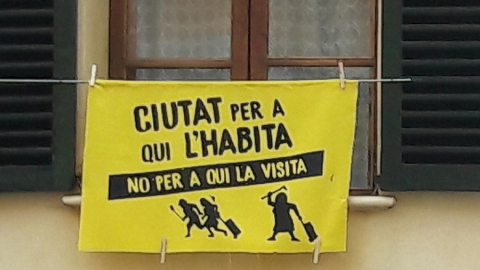 CIUTAT PER A
QUI L'HABITA
NO PER A QUI LA VISITA